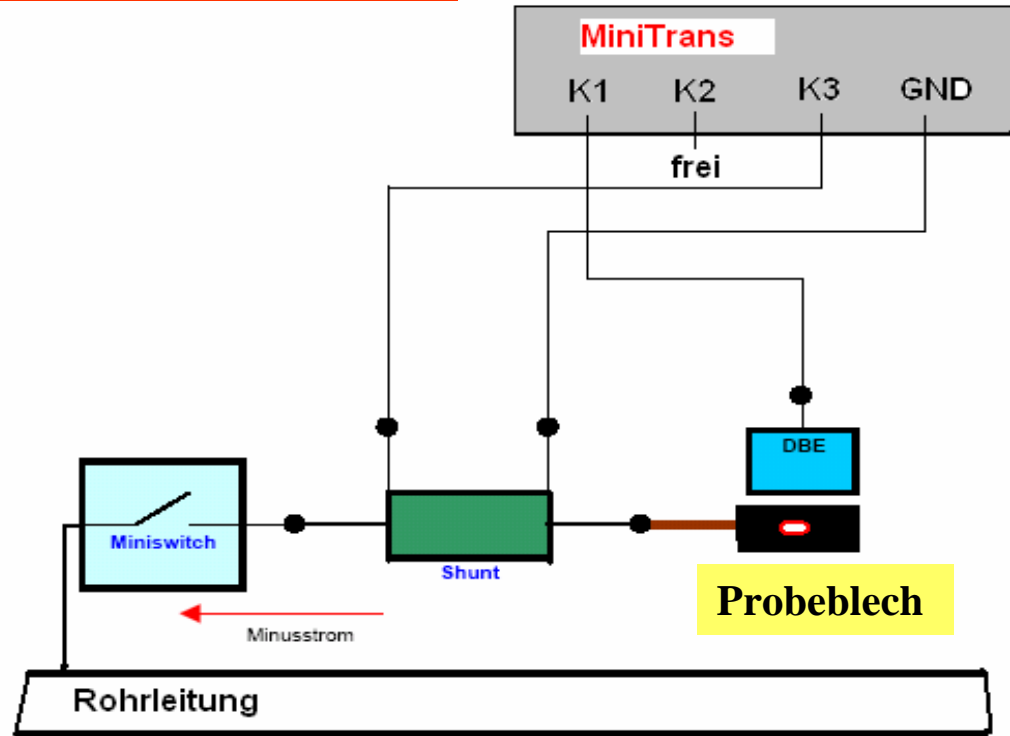 MiniTrans
K1 K2 K3 GND
frei
DBE
Miniswitch
Shunt
Probeblech
Minusstrom
Rohrleitung